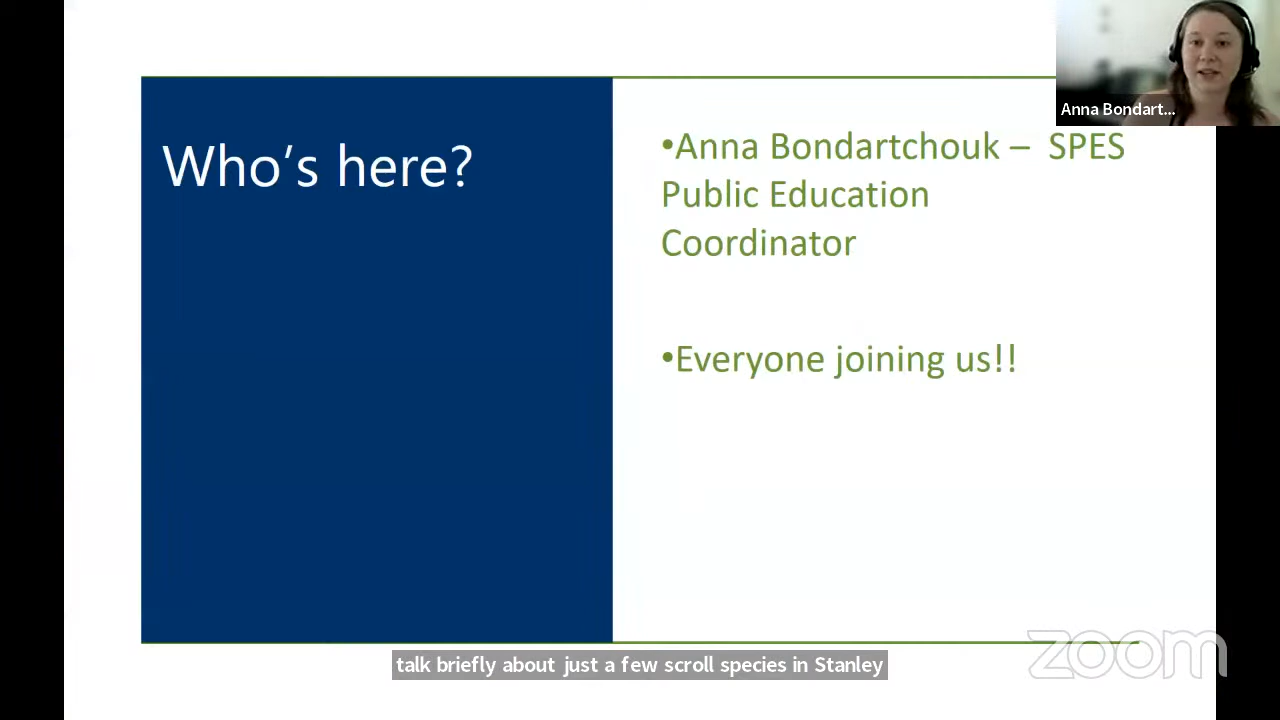 Anna Bondart...
Who's here?
•Anna Bondartchouk – SPES
Public Education
Coordinator
•Everyone joining us!!
zoom
talk briefly about just a few scroll species in Stanley